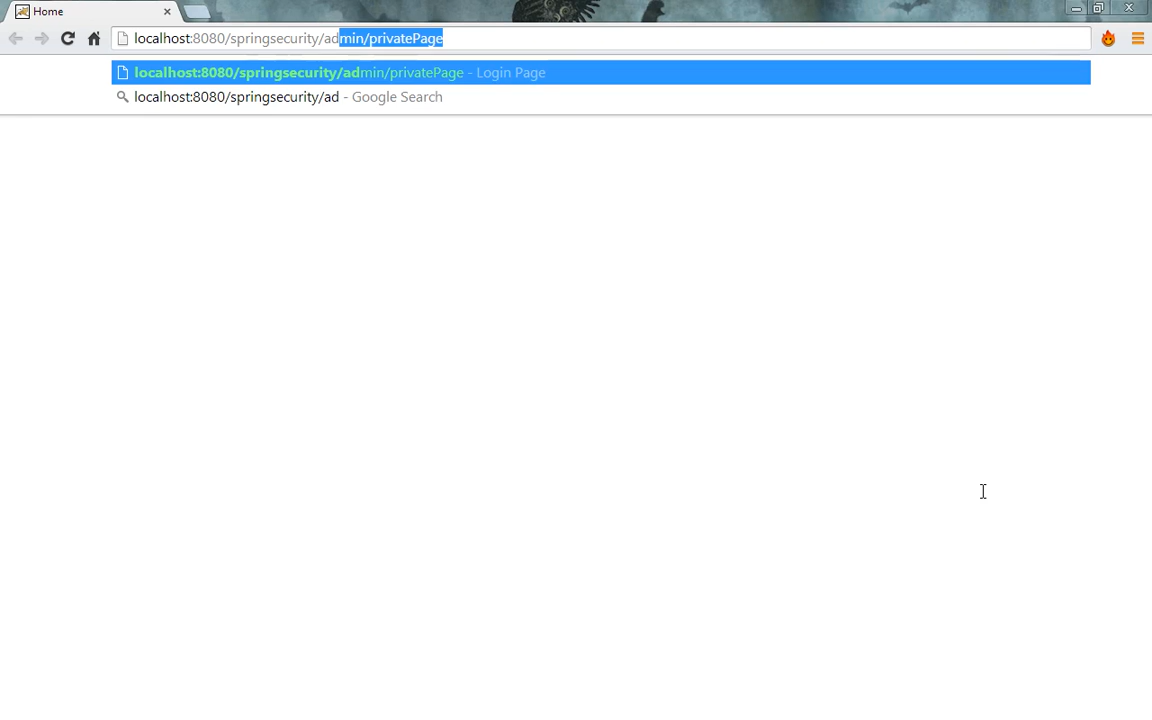 Home
localhost:8080/springsecurity/admin/privatePage
localhost:8080/springsecurity/admin/privatePage - Login Page
localhost:8080/springsecurity/ad - Google Search